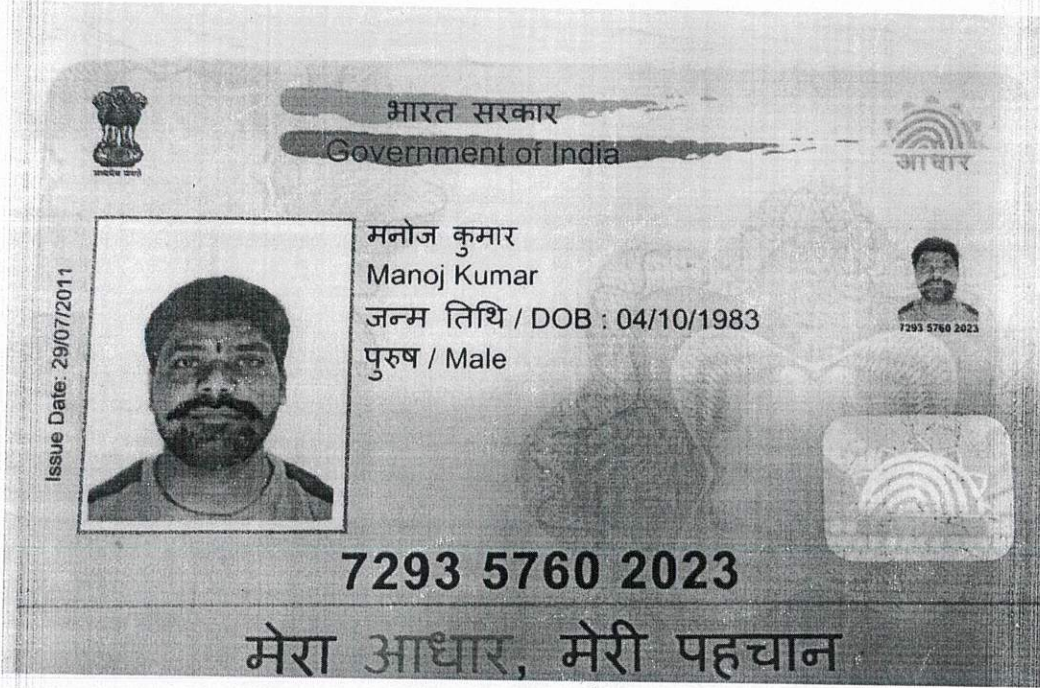 भारत सरकार
Government of India
आधार
Issue Date: 29/07/2011
मनोज कुमार
Manoj Kumar
जन्म तिथि / DOB : 04/10/1983
पुरुष / Male
7293 5760 2023
7293 5760 2023
मेरा आधार, मेरी पहचान